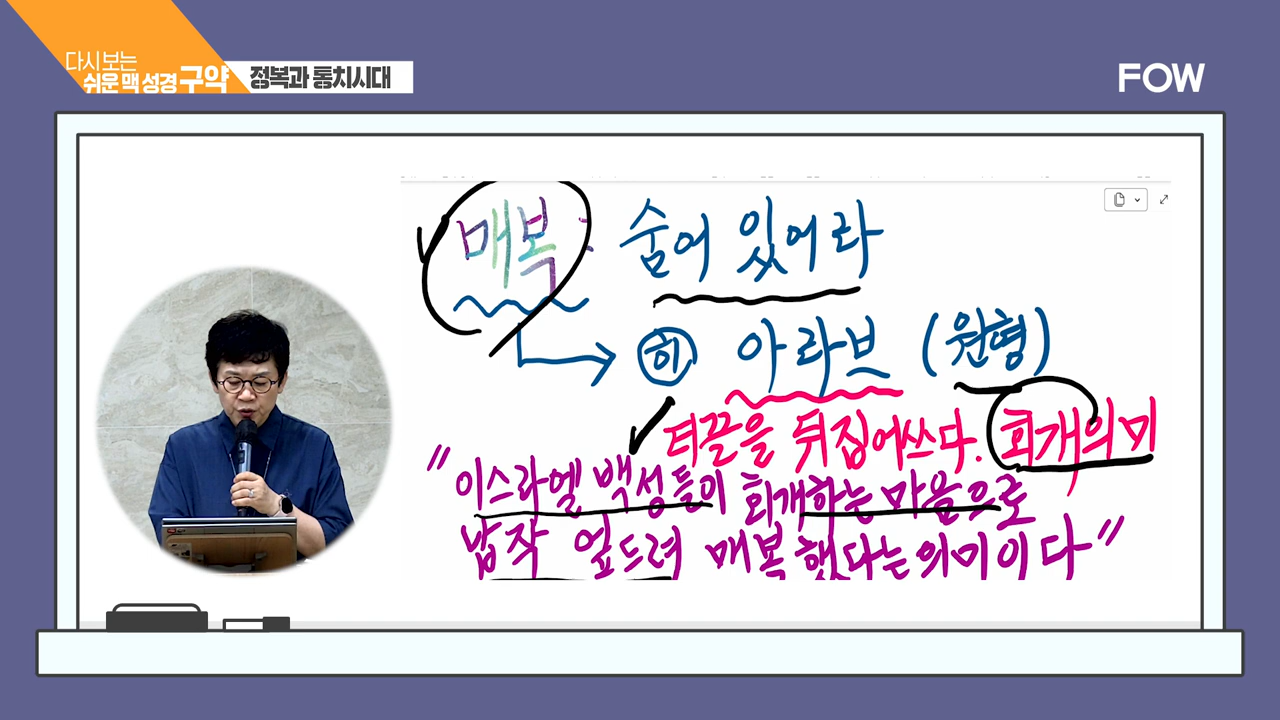 다시 보는
쉬운 맥 성경 구약 정복과 통치시대
FOW
매복: 숨어 있어라
→ 히 아라브 (원형)
티끌을 뒤집어쓰다. 회개의미
"이스라엘 백성들이 회개하는 마음으로
납작 엎드려 매복했다는 의미이다"